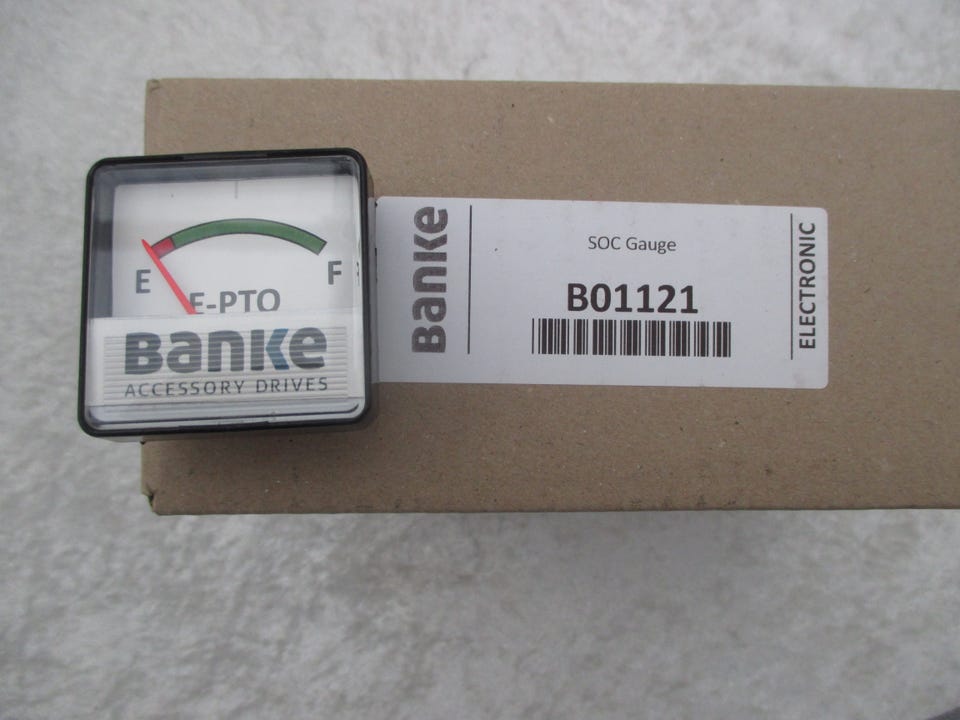 E
F
E-PTO
BANKE
ACCESSORY DRIVES
BANKE
SOC Gauge
B01121
ELECTRONIC